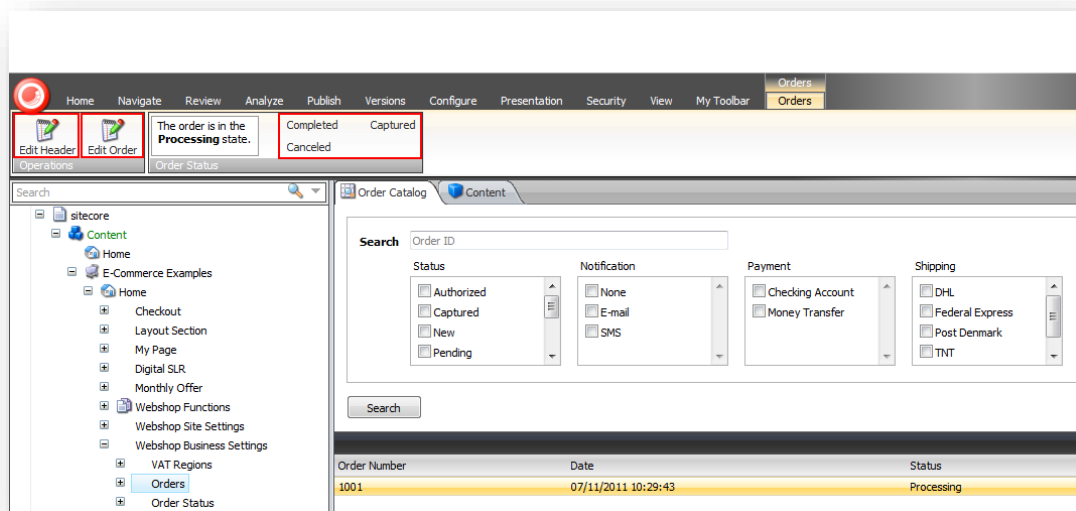 Orders
Home Navigate Review Analyze Publish Versions Configure Presentation Security View My Toolbar Orders
Edit Header Edit Order
Operations
The order is in the
Processing state.
Completed Captured
Canceled
Order Status
Search
sitecore
Content
Home
E-Commerce Examples
Home
Checkout
Layout Section
My Page
Digital SLR
Monthly Offer
Webshop Functions
Webshop Site Settings
Webshop Business Settings
VAT Regions
Orders
Order Status
Order Catalog Content
Search Order ID
Status Notification Payment Shipping
Authorized None Checking Account DHL
Captured E-mail Money Transfer Federal Express
New SMS Post Denmark
Pending TNT
Search
Order Number Date Status
1001 07/11/2011 10:29:43 Processing